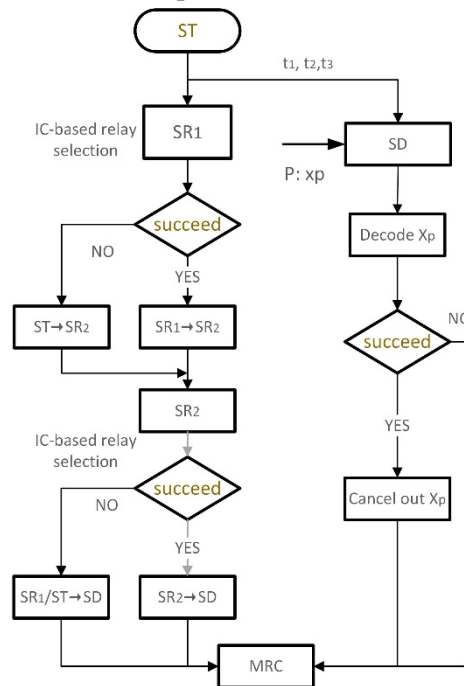 ST
t1, t2,t3
IC-based relay
selection
SR1
SD
P: xp
succeed
Decode Xp
NO
YES
NO
ST→SR2
SR1→SR2
succeed
SR2
YES
IC-based relay
selection
succeed
NO
Cancel out Xp
YES
SR1/ST→SD
SR2→SD
MRC